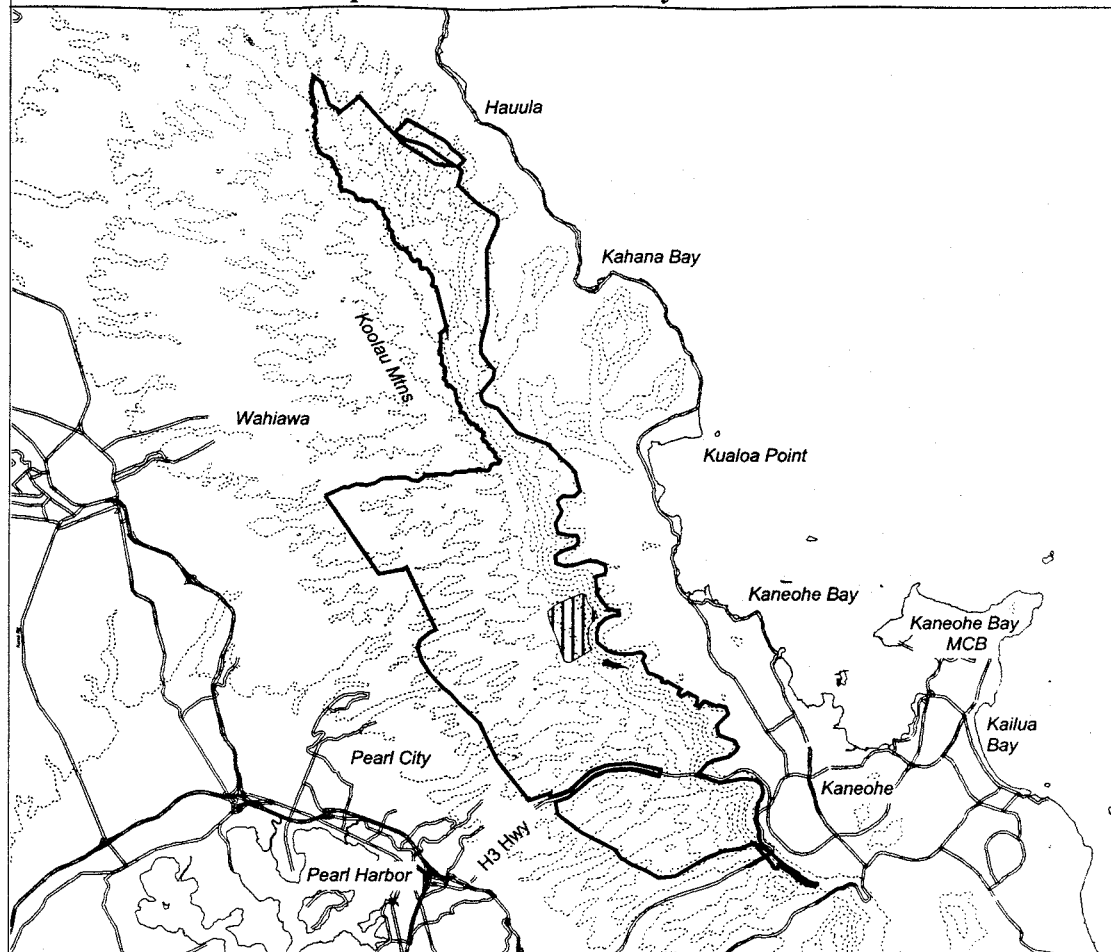 Hauula
Kahana Bay
Koolau Mtns
Wahiawa
Kualoa Point
Kaneohe Bay
Kaneohe Bay
MCB
Kailua
Bay
Pearl City
Kaneohe
H3 Hwy
Pearl Harbor